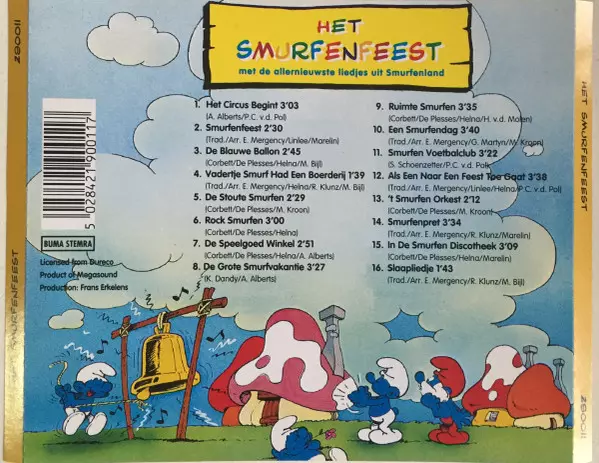 HET
SMURFENFEEST
met de allernieuwste liedjes uit Smurfenland
1. Het Circus Begint 3'03
(A. Alberts/P.C. v.d. Pol)
2. Smurfenfeest 2'30
(Trad./Arr. E. Mergency/Linlee/Marelin)
3. De Blauwe Ballon 2'45
(Corbett/De Plesses/Helna/M. Bijl)
4. Vadertje Smurf Had Een Boerderij 1'39
(Trad./Arr. E. Mergency/Helna/R. Klunz/M. Bijl)
5. De Stoute Smurfen 2'29
(Corbett/De Plesses/M. Kroon)
6. Rock Smurfen 3'00
(Corbett/De Plesses/Helna)
7. De Speelgoed Winkel 2'51
(Corbett/De Plesses/Helna/A. Alberts)
8. De Grote Smurfvakantie 3'27
(K. Dandy/A. Alberts)
9. Ruimte Smurfen 3'35
(Corbett/De Plesses/Helna/H. v.d. Molen)
10. Een Smurfendag 3'40
(Trad./Arr. E. Mergency/G. Martyn/M. Kroon)
11. Smurfen Voetbalclub 3'22
(S. Schoenzetter/P.C. v.d. Pol)
12. Als Een Naar Een Feest Toe Gaat 3'38
(Trad./Arr. E. Mergency/Linlee/Helna/P.C. v.d. Pol)
13. 't Smurfen Orkest 2'12
(Corbett/De Plesses/M. Kroon)
14. Smurfenpret 3'34
(Trad./Arr. E. Mergency/R. Klunz/M. Bijl)
15. In De Smurfen Discotheek 3'09
(Corbett/De Plesses/Helna/Marelin)
16. Slaapliedje 1'43
(Trad./Arr. E. Mergency/R. Klunz/M. Bijl)
5 028421 900117
BUMA STEMRA
Licensed from Dureco
Product of Megasound
Production: Frans Erkelens
290011
HET SMURFENFEEST
HET SMURFENFEEST
290011